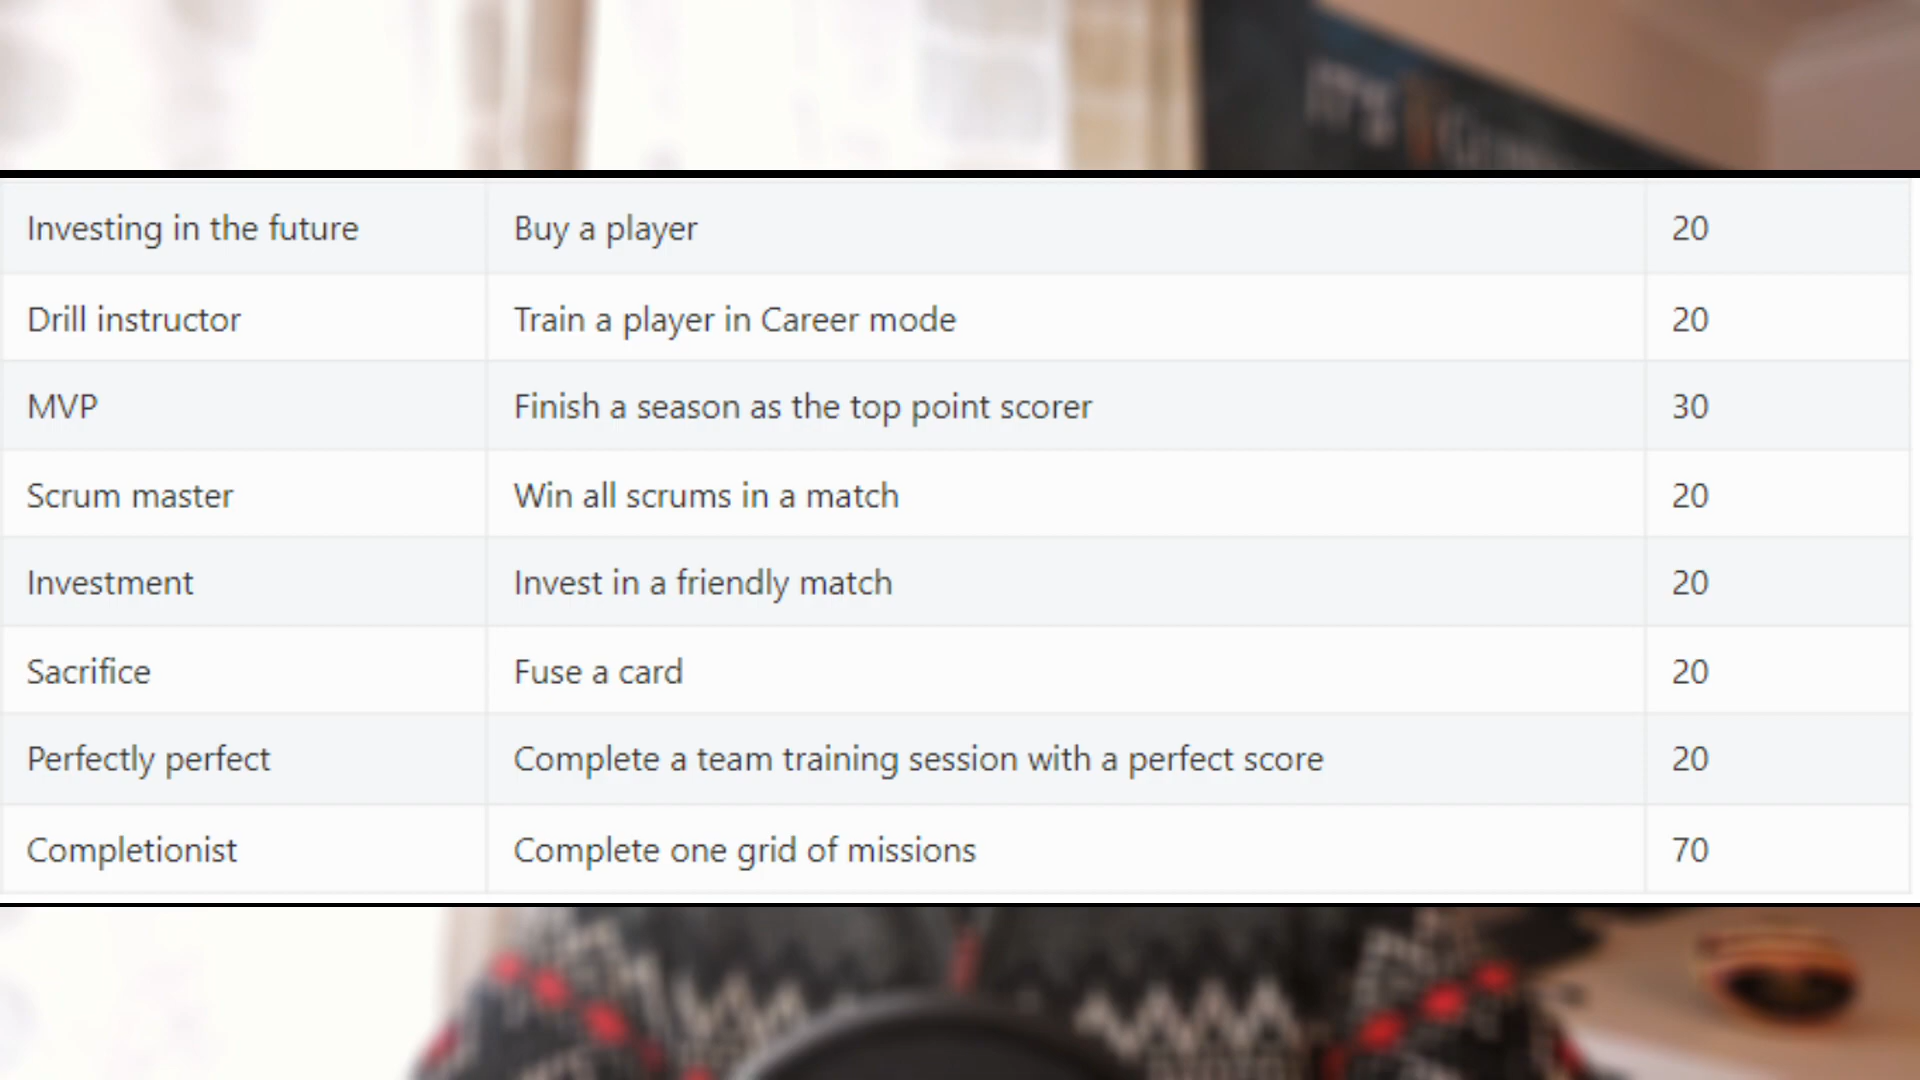 IT'S
Investing in the future Buy a player 20
Drill instructor Train a player in Career mode 20
MVP Finish a season as the top point scorer 30
Scrum master Win all scrums in a match 20
Investment Invest in a friendly match 20
Sacrifice Fuse a card 20
Perfectly perfect Complete a team training session with a perfect score 20
Completionist Complete one grid of missions 70